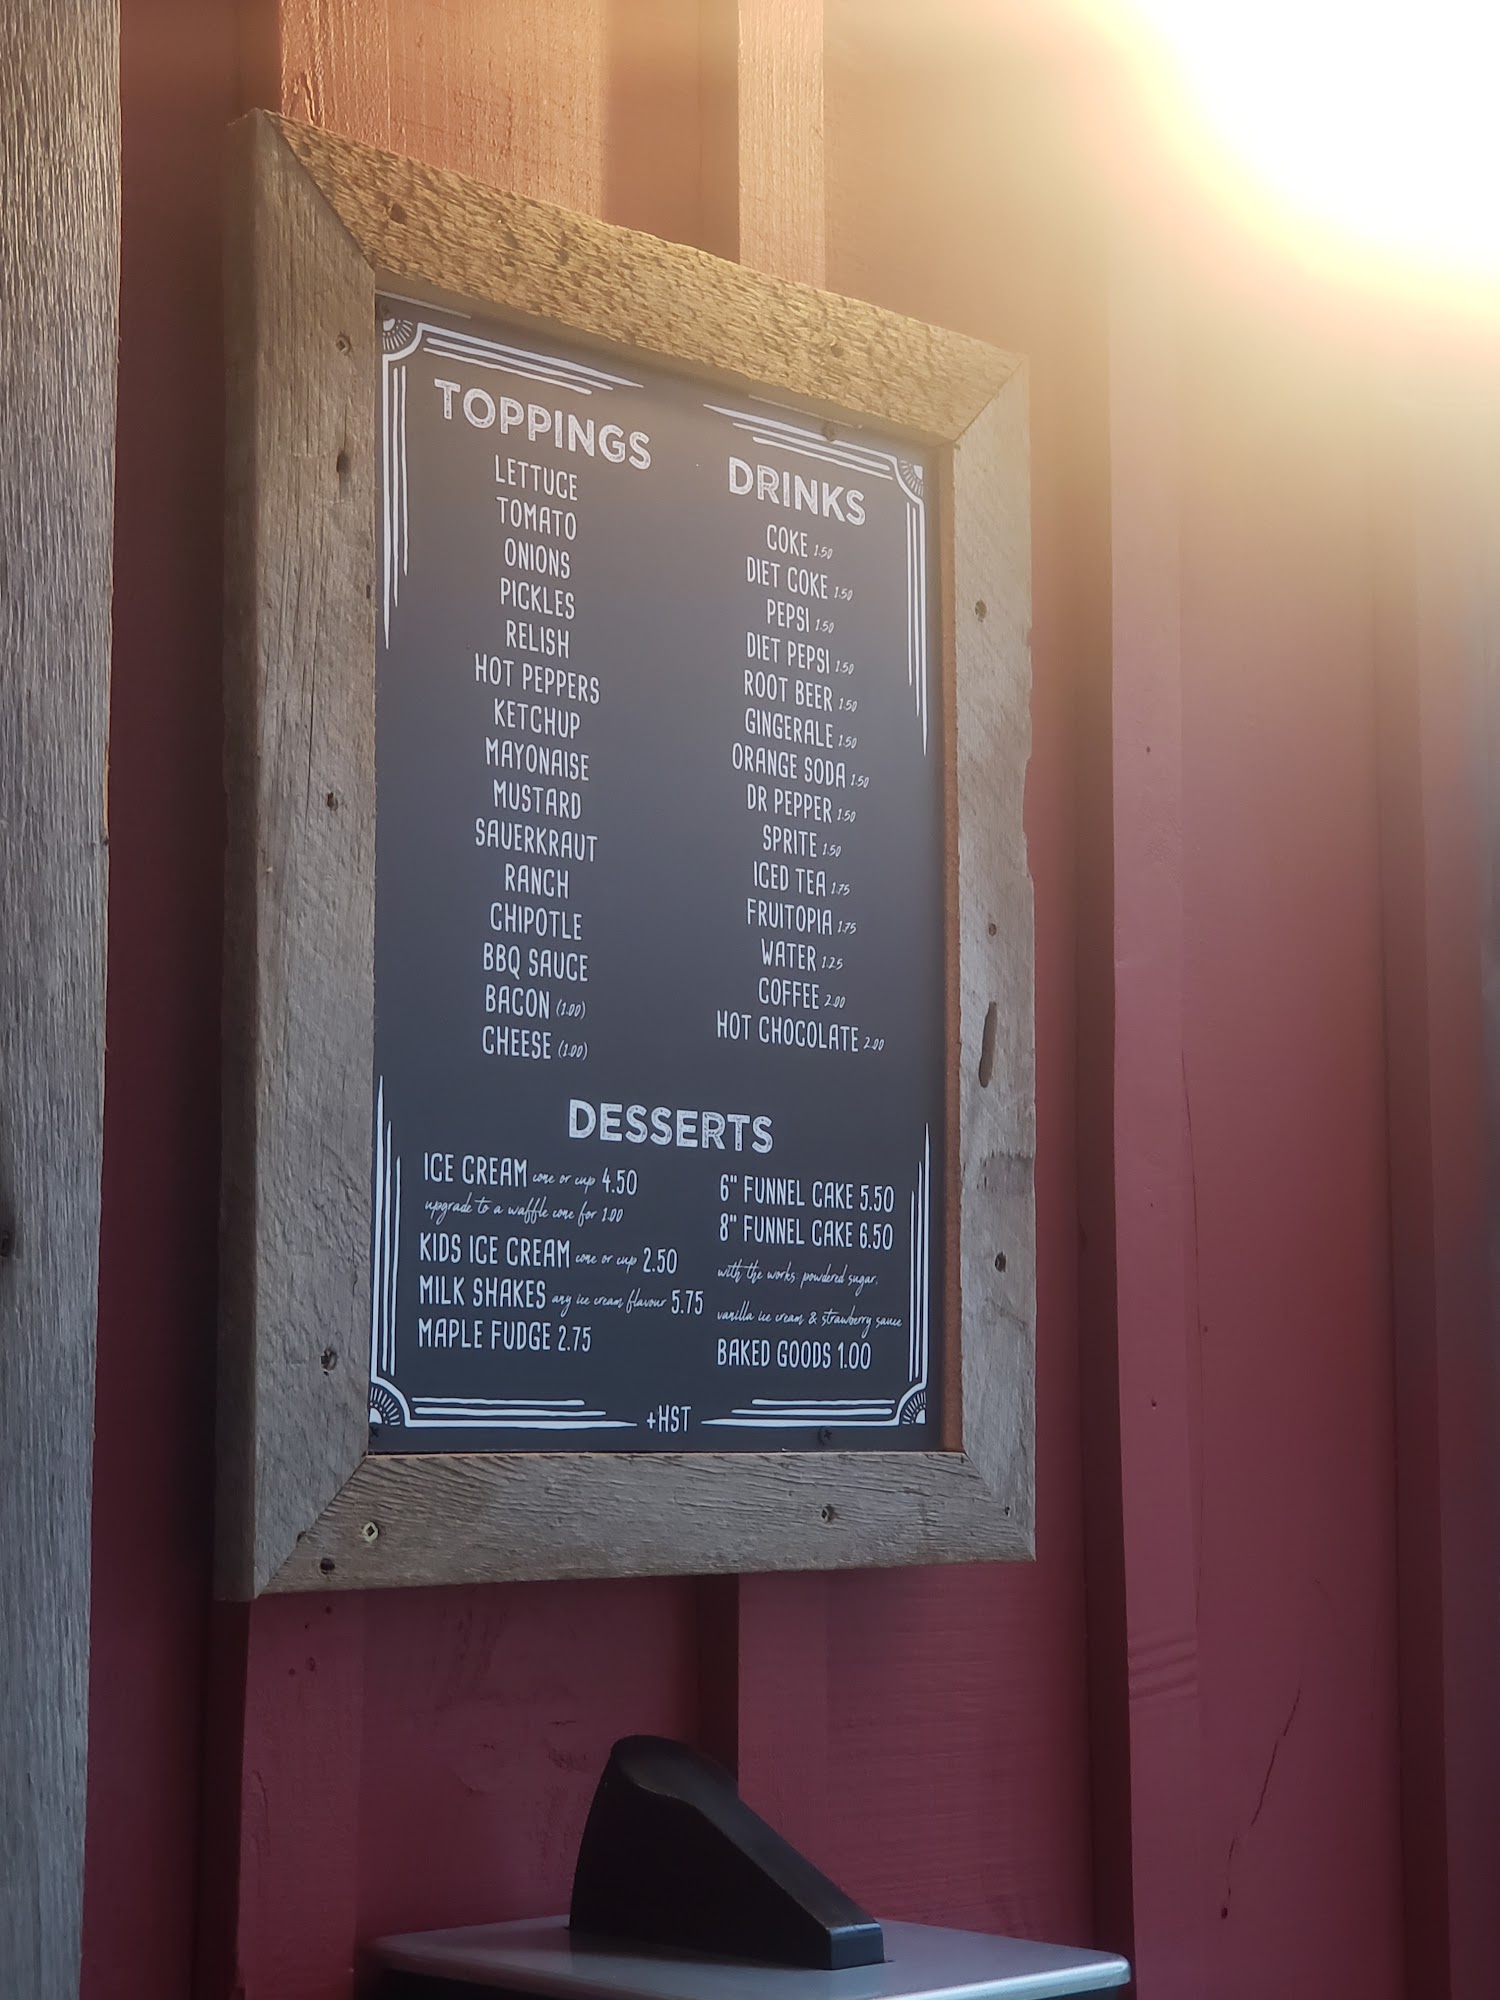 TOPPINGS
LETTUCE
TOMATO
ONIONS
PICKLES
RELISH
HOT PEPPERS
KETCHUP
MAYONAISE
MUSTARD
SAUERKRAUT
RANCH
CHIPOTLE
BBQ SAUCE
BACON (1.00)
CHEESE (1.00)
DRINKS
COKE 1.50
DIET COKE 1.50
PEPSI 1.50
DIET PEPSI 1.50
ROOT BEER 1.50
GINGERALE 1.50
ORANGE SODA 1.50
DR PEPPER 1.50
SPRITE 1.50
ICED TEA 1.75
FRUITOPIA 1.75
WATER 1.25
COFFEE 2.00
HOT CHOCOLATE 2.00
DESSERTS
ICE CREAM cone or cup 4.50
upgrade to a waffle cone for 1.00
KIDS ICE CREAM cone or cup 2.50
MILK SHAKES any ice cream flavour 5.75
MAPLE FUDGE 2.75
6" FUNNEL CAKE 5.50
8" FUNNEL CAKE 6.50
with the works powdered sugar,
vanilla ice cream & strawberry sauce
BAKED GOODS 1.00
+HST